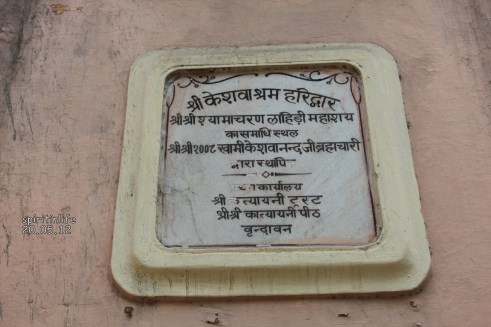 श्री केशवाश्रम हरिद्वार
श्री श्री श्यामाचरण लाहिड़ी महाशय
का समाधि स्थल
श्री श्री १००८ स्वामी केशवानन्द जी ब्रह्मचारी
द्वारा स्थापि
कार्यालय
श्री कात्यायनी ट्रस्ट
श्री श्री कात्यायनी पीठ
वृन्दावन
spiritinlife
20.05.12